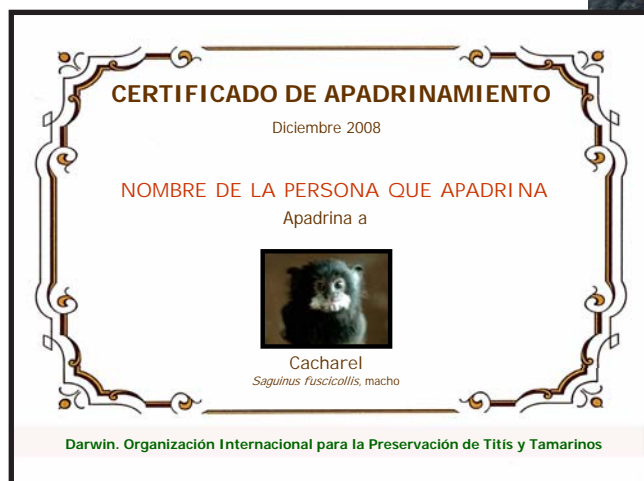 CERTIFICADO DE APADRINAMIENTO
Diciembre 2008
NOMBRE DE LA PERSONA QUE APADRINA
Apadrina a
Cacharel
Saguinus fuscicollis, macho
Darwin. Organización Internacional para la Preservación de Titís y Tamarinos